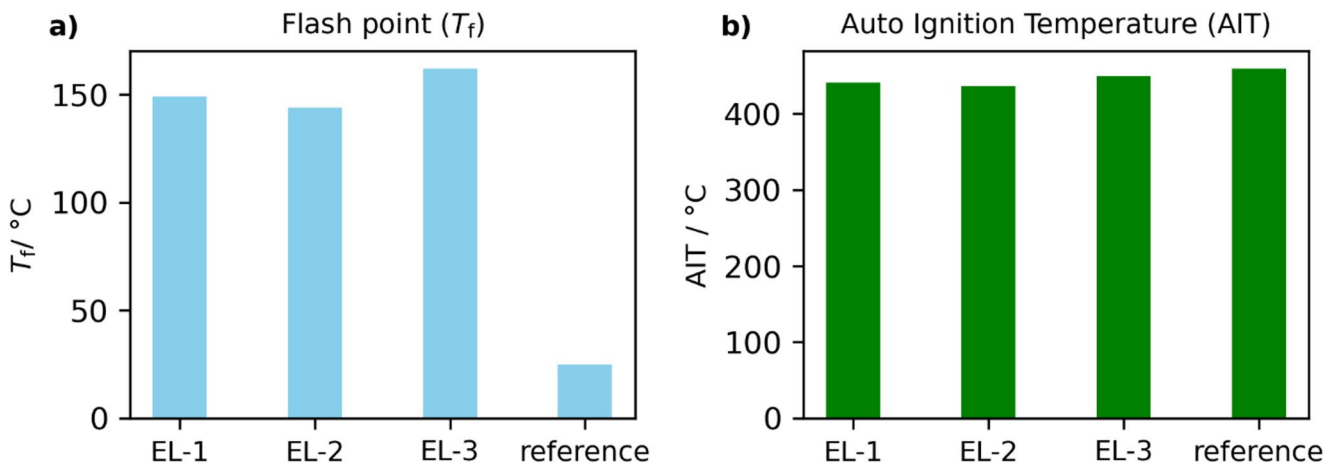 a)
Flash point (Tf)
Tf/ °C
150
100
50
0
EL-1 EL-2 EL-3 reference
b)
Auto Ignition Temperature (AIT)
AIT / °C
400
300
200
100
0
EL-1 EL-2 EL-3 reference